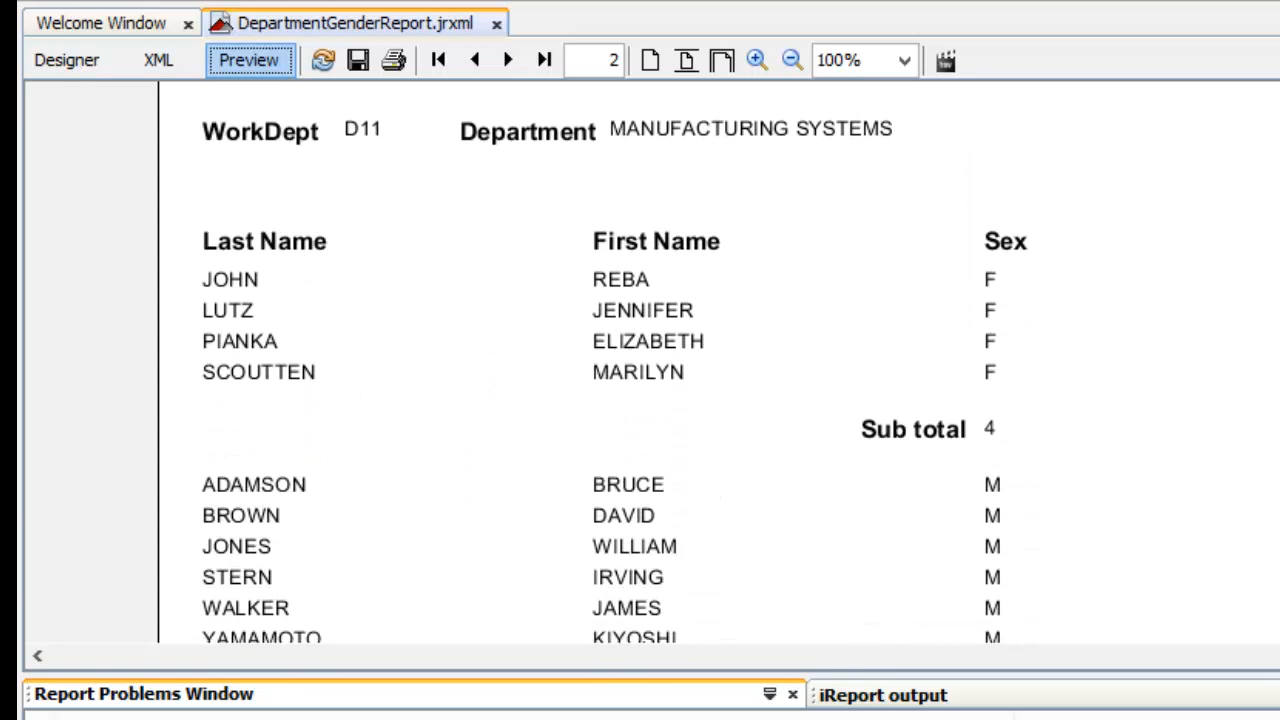 Welcome Window DepartmentGenderReport.jrxml
Designer XML Preview 2 100%
WorkDept D11 Department MANUFACTURING SYSTEMS
Last Name First Name Sex
JOHN REBA F
LUTZ JENNIFER F
PIANKA ELIZABETH F
SCOUTTEN MARILYN F
Sub total 4
ADAMSON BRUCE M
BROWN DAVID M
JONES WILLIAM M
STERN IRVING M
WALKER JAMES M
YAMAMOTO KIYOSHI M
Report Problems Window iReport output